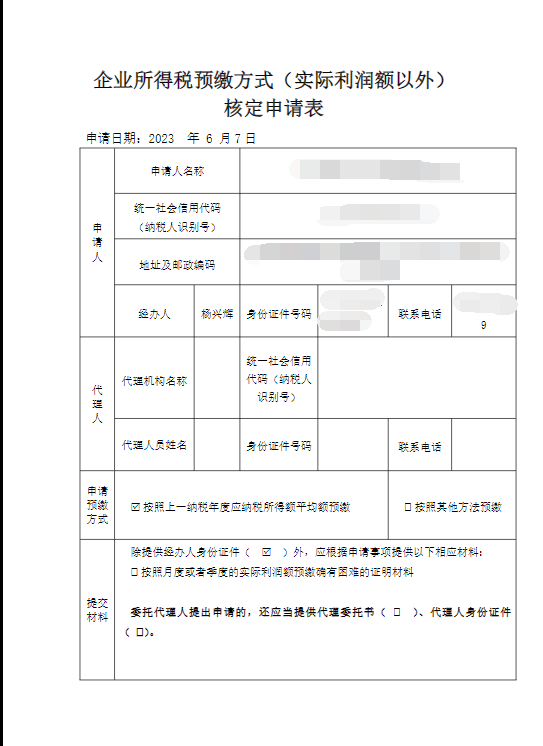 企业所得税预缴方式（实际利润额以外）
核定申请表
申请日期：2023 年 6 月 7 日
申请人
申请人名称
统一社会信用代码
（纳税人识别号）
地址及邮政编码
经办人 杨兴辉 身份证件号码 联系电话 9
代理人
代理机构名称
统一社会信用
代码（纳税人
识别号）
代理人员姓名 身份证件号码 联系电话
申请
预缴
方式
☑ 按照上一纳税年度应纳税所得额平均额预缴 □ 按照其他方法预缴
提交
材料
除提供经办人身份证件（ ☑ ）外，应根据申请事项提供以下相应材料：
□ 按照月度或者季度的实际利润额预缴确有困难的证明材料
委托代理人提出申请的，还应当提供代理委托书（ □ ）、代理人身份证件
（ □）。